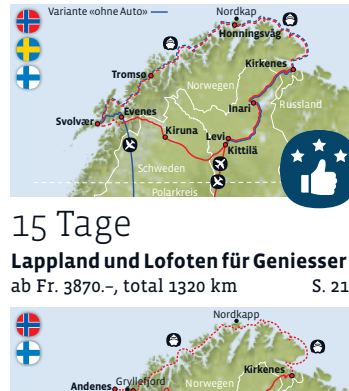 Variante «ohne Auto»
Nordkap
Honningsvåg
Kirkenes
Tromsø
Norwegen
Russland
Inari
Evenes
Svolvær
Kiruna
Levi
Kittilä
Schweden
Polarkreis
15 Tage
Lappland und Lofoten für Geniesser
ab Fr. 3870.–, total 1320 km S. 21
Nordkapp
Kirkenes
Gryllefjord
Norwegen
Andenes